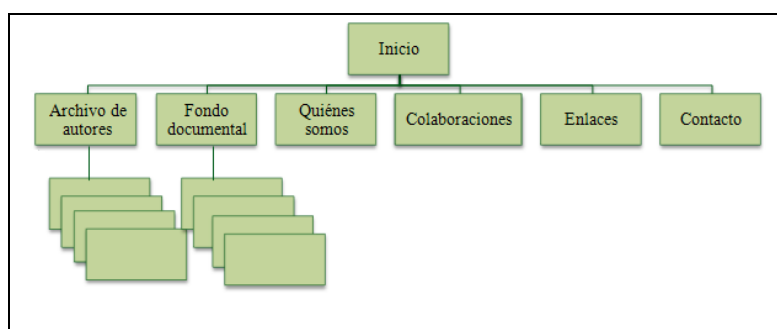 Inicio
Archivo de
autores
Fondo
documental
Quiénes
somos
Colaboraciones
Enlaces
Contacto